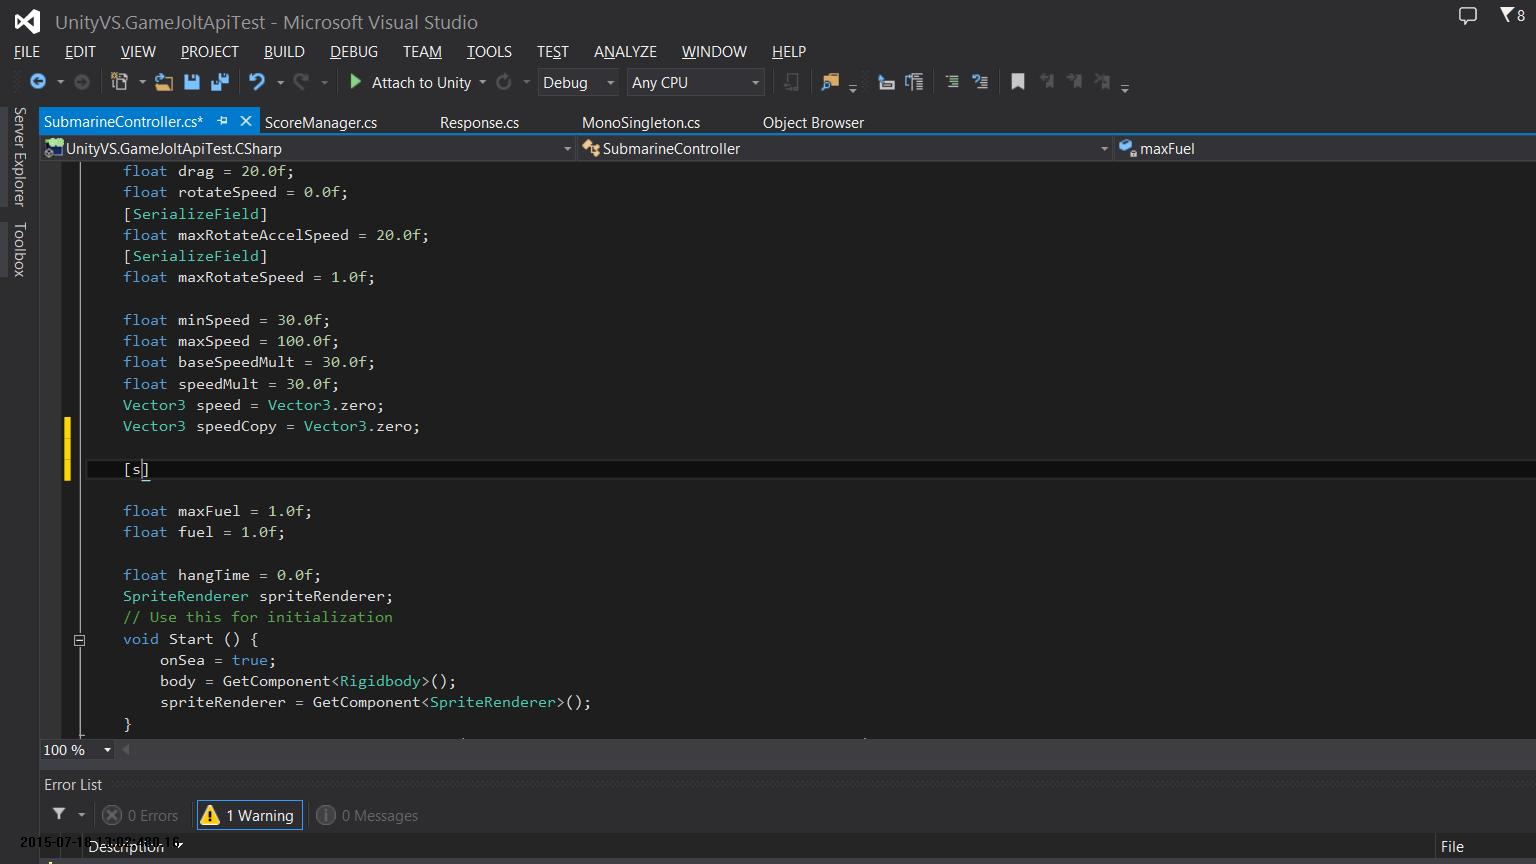 UnityVS.GameJoltApiTest - Microsoft Visual Studio
8
FILE EDIT VIEW PROJECT BUILD DEBUG TEAM TOOLS TEST ANALYZE WINDOW HELP
Attach to Unity Debug Any CPU
Server Explorer
Toolbox
SubmarineController.cs* ScoreManager.cs Response.cs MonoSingleton.cs Object Browser
UnityVS.GameJoltApiTest.CSharp SubmarineController maxFuel
float drag = 20.0f;
float rotateSpeed = 0.0f;
[SerializeField]
float maxRotateAccelSpeed = 20.0f;
[SerializeField]
float maxRotateSpeed = 1.0f;
float minSpeed = 30.0f;
float maxSpeed = 100.0f;
float baseSpeedMult = 30.0f;
float speedMult = 30.0f;
Vector3 speed = Vector3.zero;
Vector3 speedCopy = Vector3.zero;
[s]
float maxFuel = 1.0f;
float fuel = 1.0f;
float hangTime = 0.0f;
SpriteRenderer spriteRenderer;
// Use this for initialization
void Start () {
onSea = true;
body = GetComponent<Rigidbody>();
spriteRenderer = GetComponent<SpriteRenderer>();
}
100 %
Error List
0 Errors 1 Warning 0 Messages
Description File